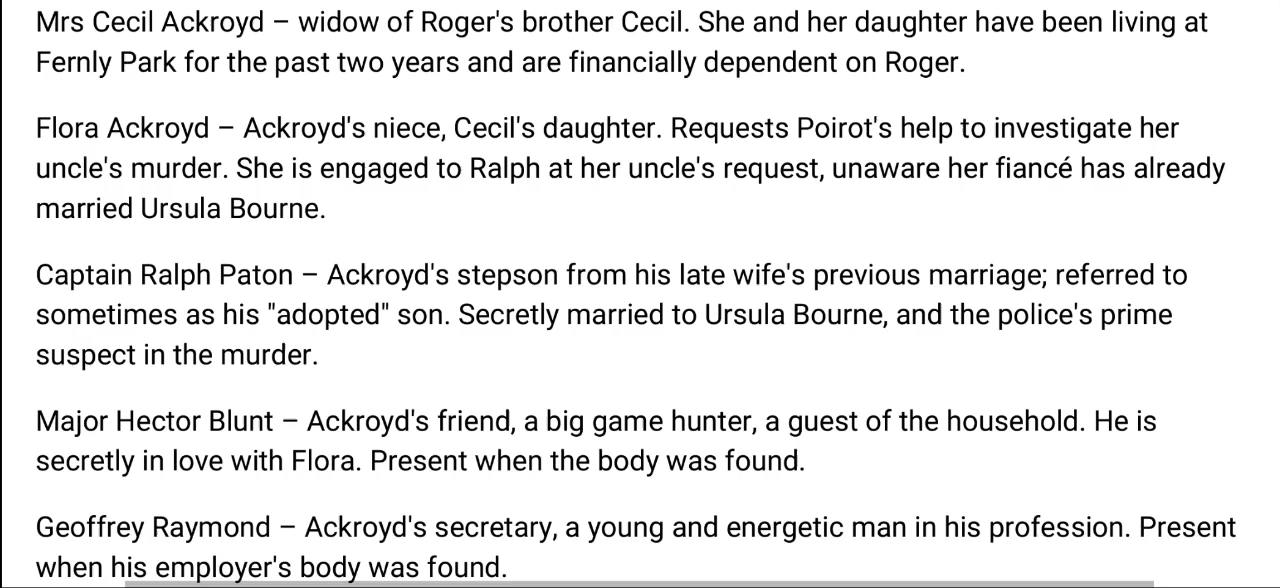 Mrs Cecil Ackroyd – widow of Roger's brother Cecil. She and her daughter have been living at
Fernly Park for the past two years and are financially dependent on Roger.
Flora Ackroyd – Ackroyd's niece, Cecil's daughter. Requests Poirot's help to investigate her
uncle's murder. She is engaged to Ralph at her uncle's request, unaware her fiancé has already
married Ursula Bourne.
Captain Ralph Paton – Ackroyd's stepson from his late wife's previous marriage; referred to
sometimes as his "adopted" son. Secretly married to Ursula Bourne, and the police's prime
suspect in the murder.
Major Hector Blunt – Ackroyd's friend, a big game hunter, a guest of the household. He is
secretly in love with Flora. Present when the body was found.
Geoffrey Raymond – Ackroyd's secretary, a young and energetic man in his profession. Present
when his employer's body was found.